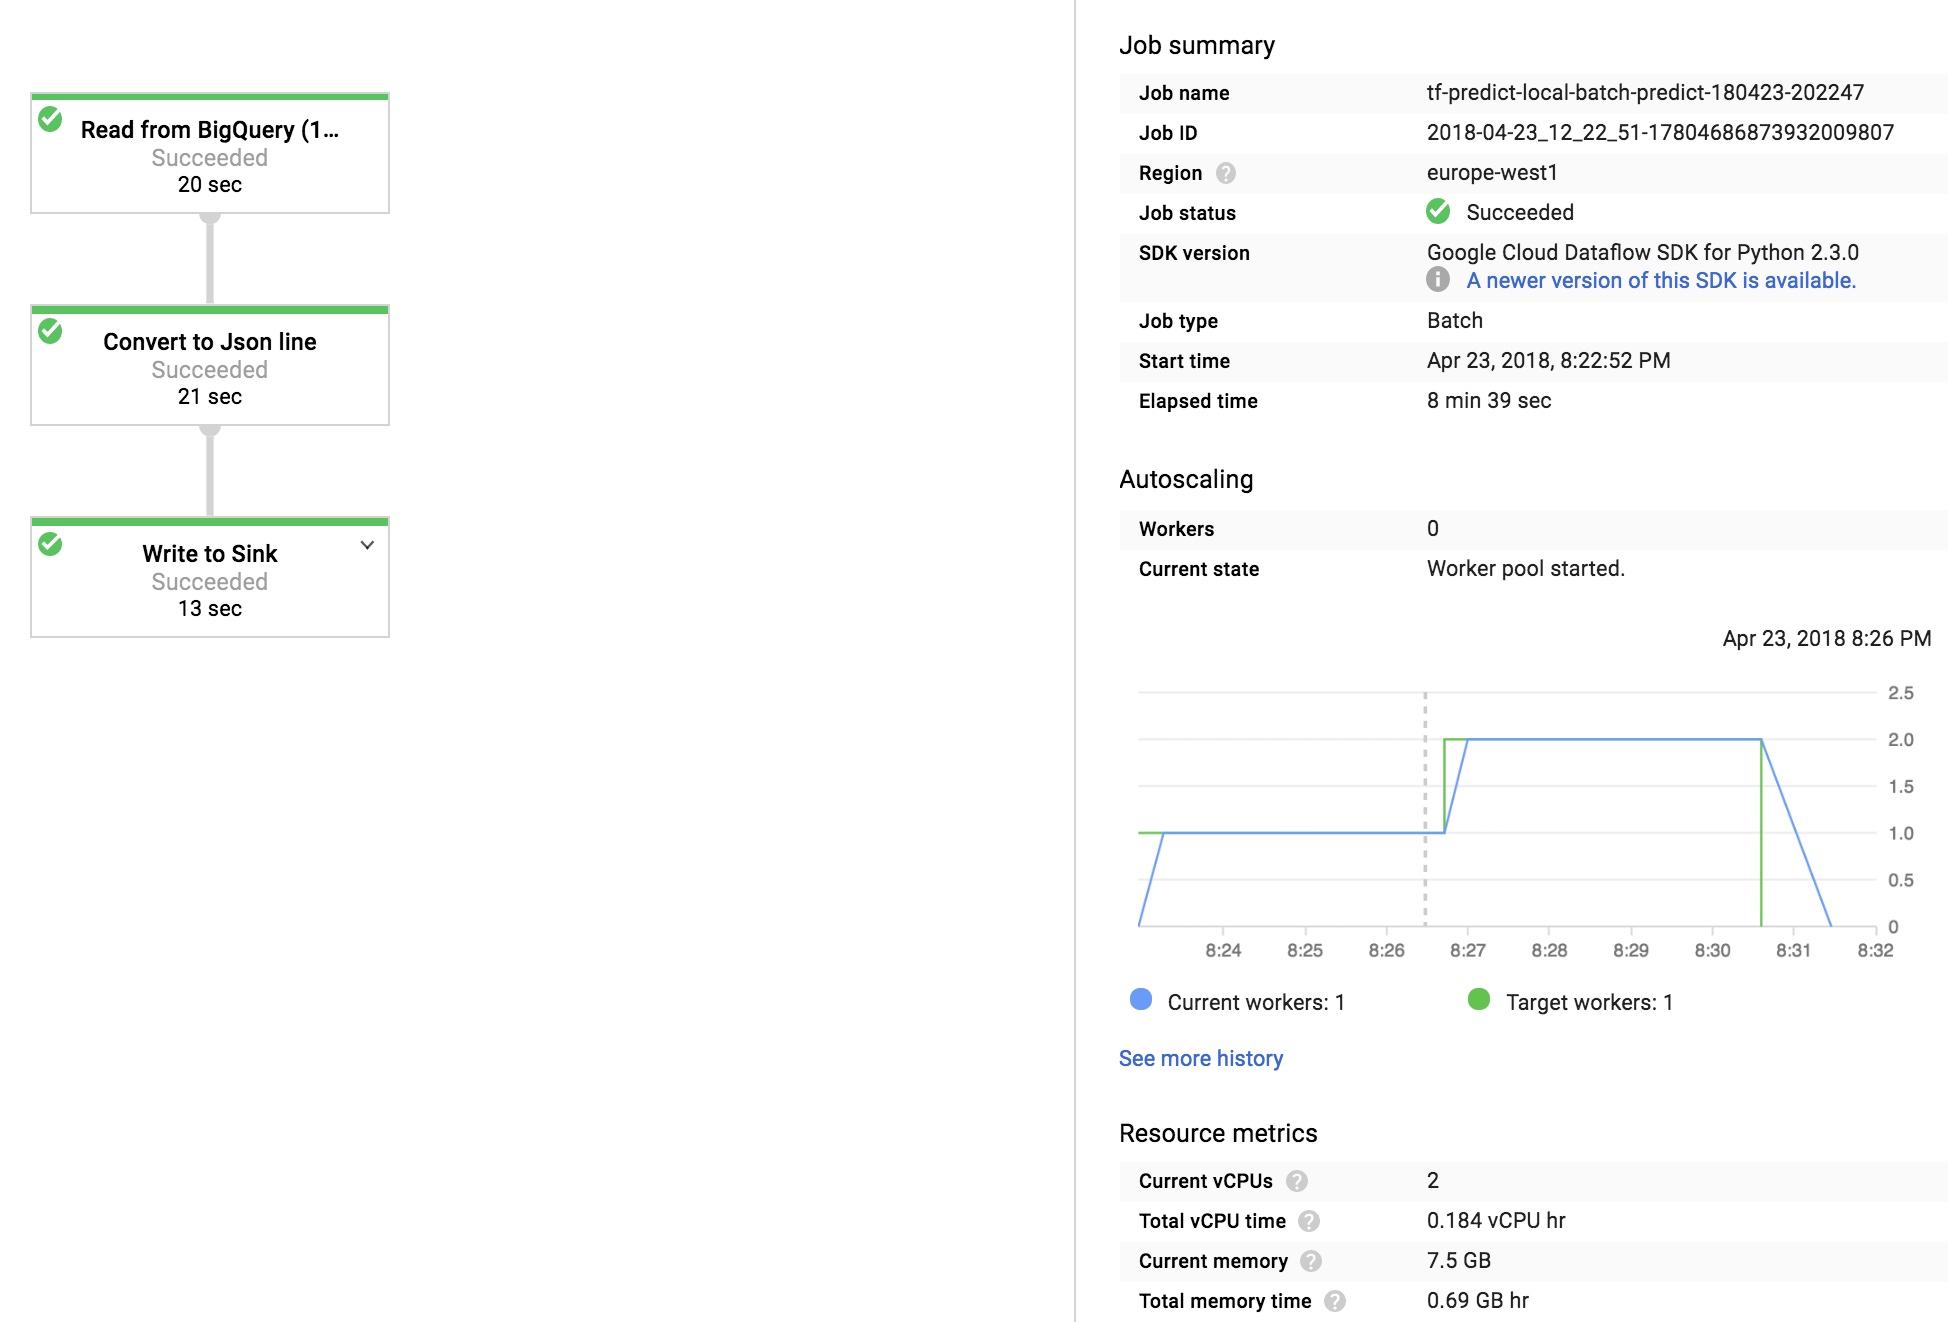 Read from BigQuery (1...
Succeeded
20 sec
Convert to Json line
Succeeded
21 sec
Write to Sink
Succeeded
13 sec
Job summary
Job name tf-predict-local-batch-predict-180423-202247
Job ID 2018-04-23_12_22_51-17804686873932009807
Region ? europe-west1
Job status Succeeded
SDK version Google Cloud Dataflow SDK for Python 2.3.0
i A newer version of this SDK is available.
Job type Batch
Start time Apr 23, 2018, 8:22:52 PM
Elapsed time 8 min 39 sec
Autoscaling
Workers 0
Current state Worker pool started.
Apr 23, 2018 8:26 PM
2.5
2.0
1.5
1.0
0.5
0
8:24 8:25 8:26 8:27 8:28 8:29 8:30 8:31 8:32
Current workers: 1 Target workers: 1
See more history
Resource metrics
Current vCPUs ? 2
Total vCPU time ? 0.184 vCPU hr
Current memory ? 7.5 GB
Total memory time ? 0.69 GB hr